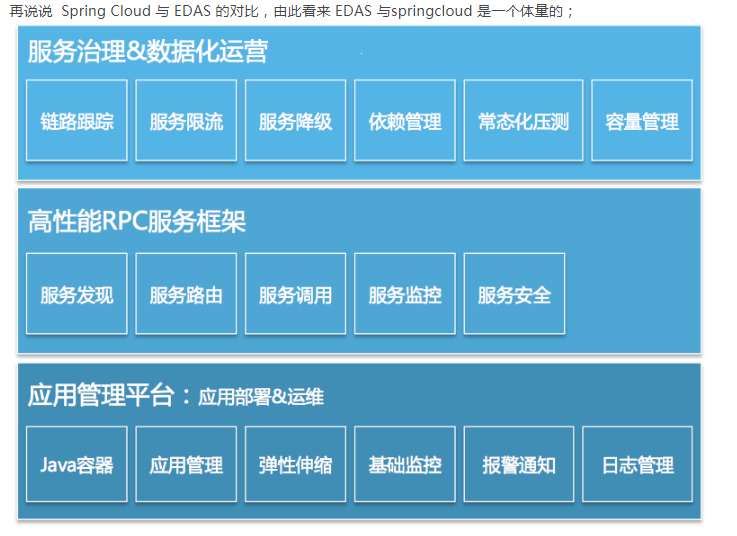 再说说 Spring Cloud 与 EDAS 的对比，由此看来 EDAS 与springcloud 是一个体量的；
服务治理&数据化运营
链路跟踪 服务限流 服务降级 依赖管理 常态化压测 容量管理
高性能RPC服务框架
服务发现 服务路由 服务调用 服务监控 服务安全
应用管理平台：应用部署&运维
Java容器 应用管理 弹性伸缩 基础监控 报警通知 日志管理